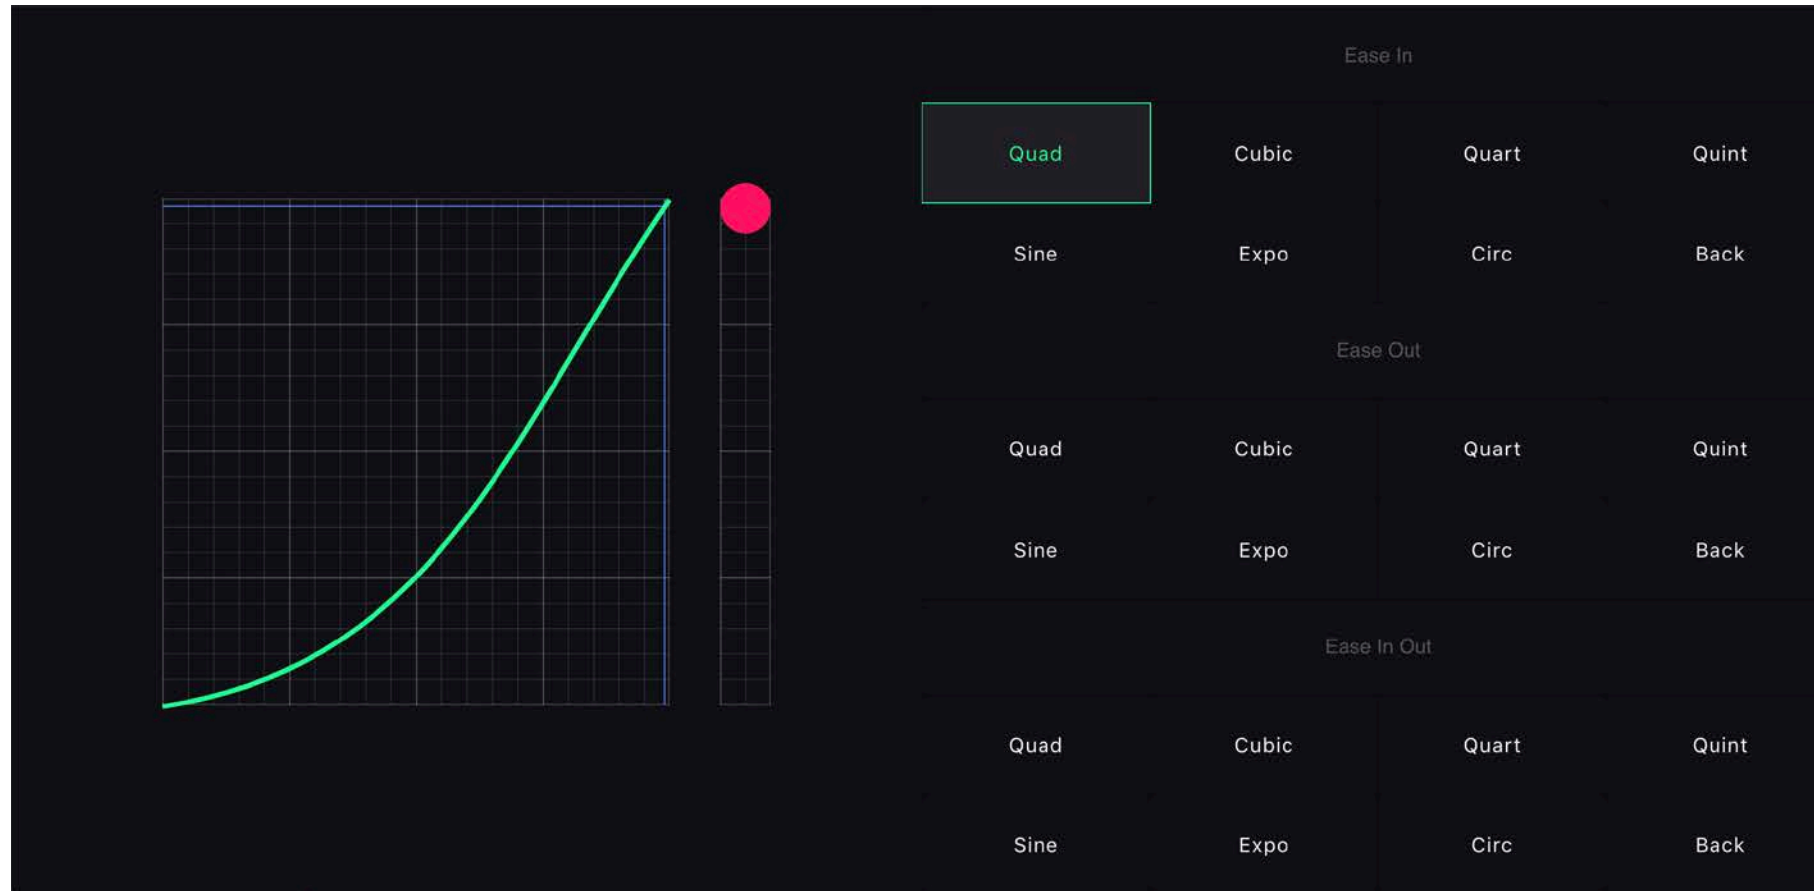 Ease In
Quad Cubic Quart Quint
Sine Expo Circ Back
Ease Out
Quad Cubic Quart Quint
Sine Expo Circ Back
Ease In Out
Quad Cubic Quart Quint
Sine Expo Circ Back